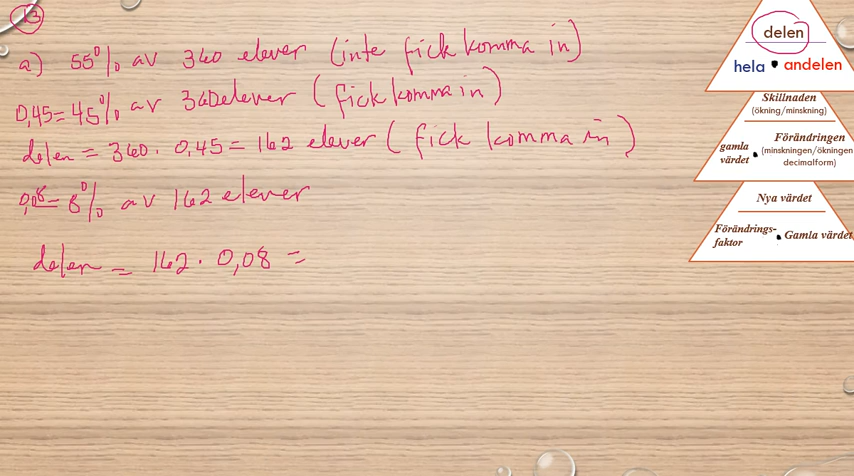 13
a) 55% av 360 elever (inte fick komma in)
0,45 = 45% av 360 elever (fick komma in)
delen = 360 · 0,45 = 162 elever (fick komma in)
0,08 = 8% av 162 elever
delen = 162 · 0,08 =
delen
hela • andelen
Skillnaden
(ökning/minskning)
gamla värdet • Förändringen
(minskningen/ökningen
decimalform)
Nya värdet
Förändrings-
faktor • Gamla värdet